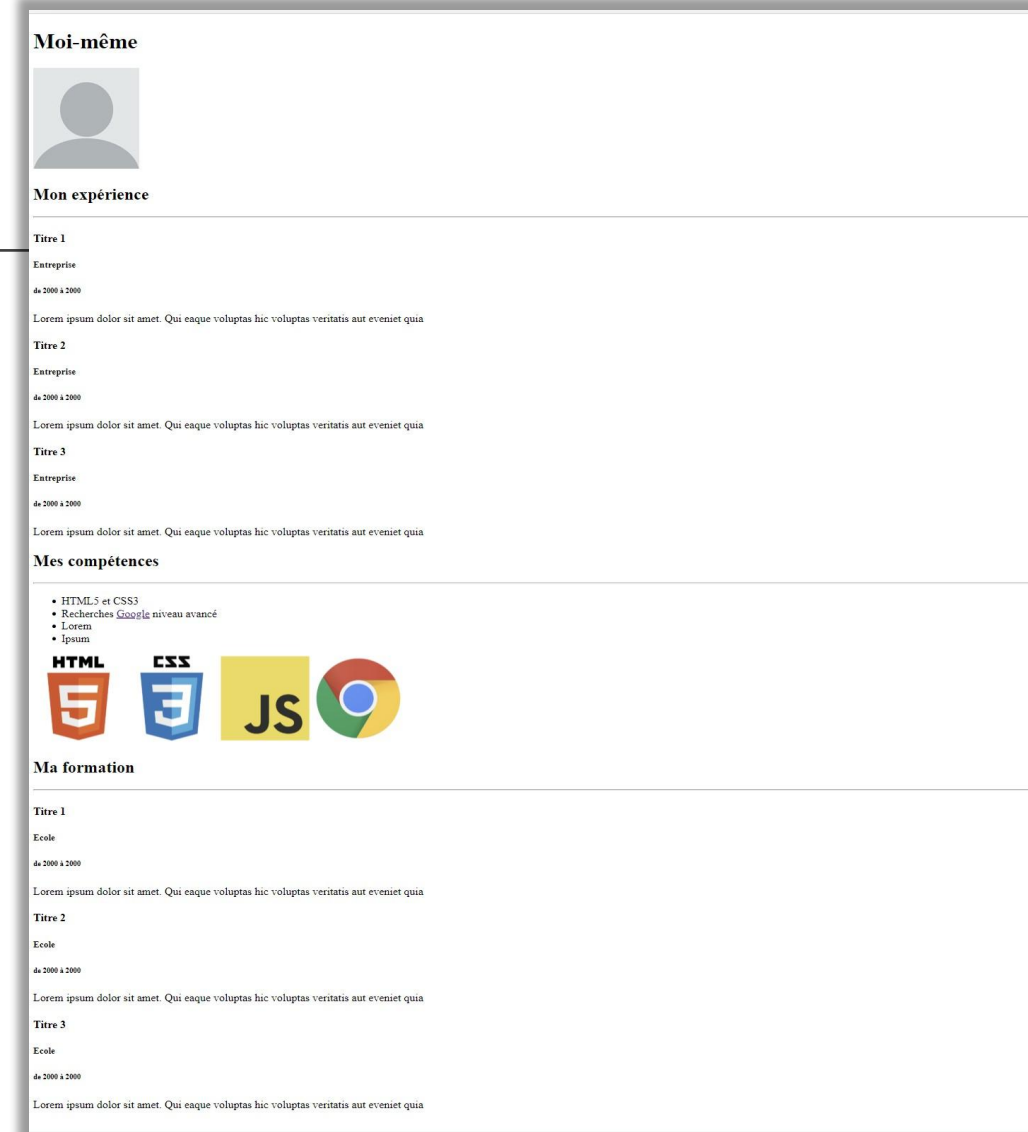 Moi-même
Mon expérience
Titre 1
Entreprise
de 2000 à 2000
Lorem ipsum dolor sit amet. Qui eaque voluptas hic voluptas veritatis aut eveniet quia
Titre 2
Entreprise
de 2000 à 2000
Lorem ipsum dolor sit amet. Qui eaque voluptas hic voluptas veritatis aut eveniet quia
Titre 3
Entreprise
de 2000 à 2000
Lorem ipsum dolor sit amet. Qui eaque voluptas hic voluptas veritatis aut eveniet quia
Mes compétences
HTML5 et CSS3
Recherches Google niveau avancé
Lorem
Ipsum
HTML CSS
5 3 JS
Ma formation
Titre 1
Ecole
de 2000 à 2000
Lorem ipsum dolor sit amet. Qui eaque voluptas hic voluptas veritatis aut eveniet quia
Titre 2
Ecole
de 2000 à 2000
Lorem ipsum dolor sit amet. Qui eaque voluptas hic voluptas veritatis aut eveniet quia
Titre 3
Ecole
de 2000 à 2000
Lorem ipsum dolor sit amet. Qui eaque voluptas hic voluptas veritatis aut eveniet quia